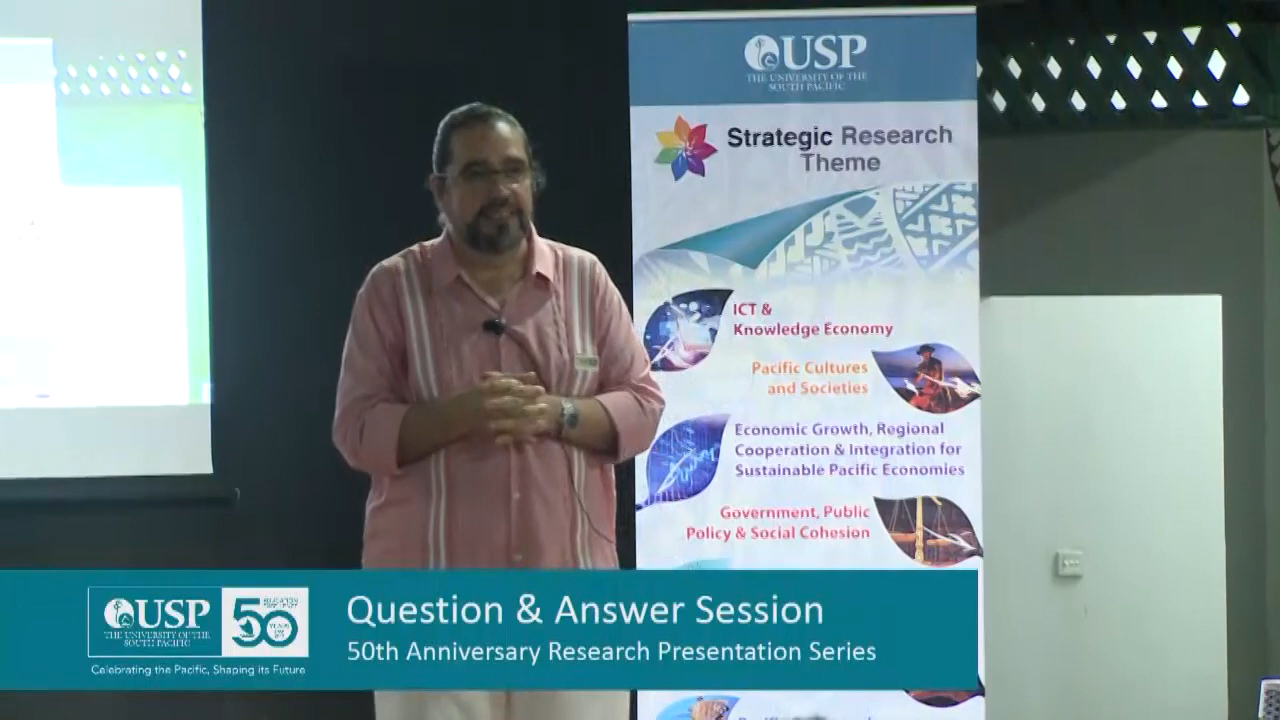 USP
THE UNIVERSITY OF THE
SOUTH PACIFIC
Strategic Research
Theme
ICT &
Knowledge Economy
Pacific Cultures
and Societies
Economic Growth, Regional
Cooperation & Integration for
Sustainable Pacific Economies
Government, Public
Policy & Social Cohesion
USP
THE UNIVERSITY OF THE
SOUTH PACIFIC
50
YEARS
Celebrating the Pacific, Shaping its Future
Question & Answer Session
50th Anniversary Research Presentation Series